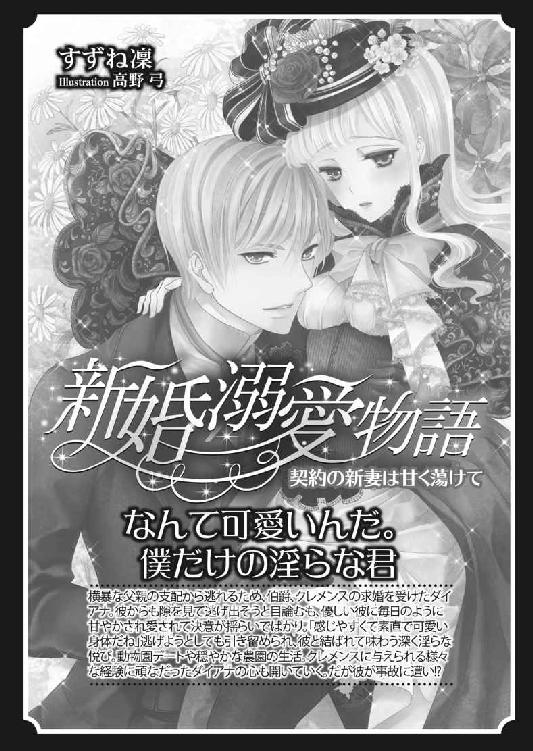 すずね凜
Illustration 高野 弓
新婚溺愛物語
契約の新妻は甘く蕩けて
なんて可愛いんだ。
僕だけの淫らな君
横暴な父親の支配から逃れるため、伯爵、クレメンスの求婚を受けたダイ
アナ。彼からも隙を見て逃げ出そうと目論むも、優しい彼に毎日のように
甘やかされ愛されて決意が揺らいでばかり。「感じやすくて素直で可愛い
身体だね」逃げようとしても引き留められ、彼と結ばれて味わう深く淫らな
悦び。動物園デートや穏やかな農園の生活。クレメンスに与えられる様々
な経験に頑なだったダイアナの心も開いていく。だが彼が事故に遭い!?